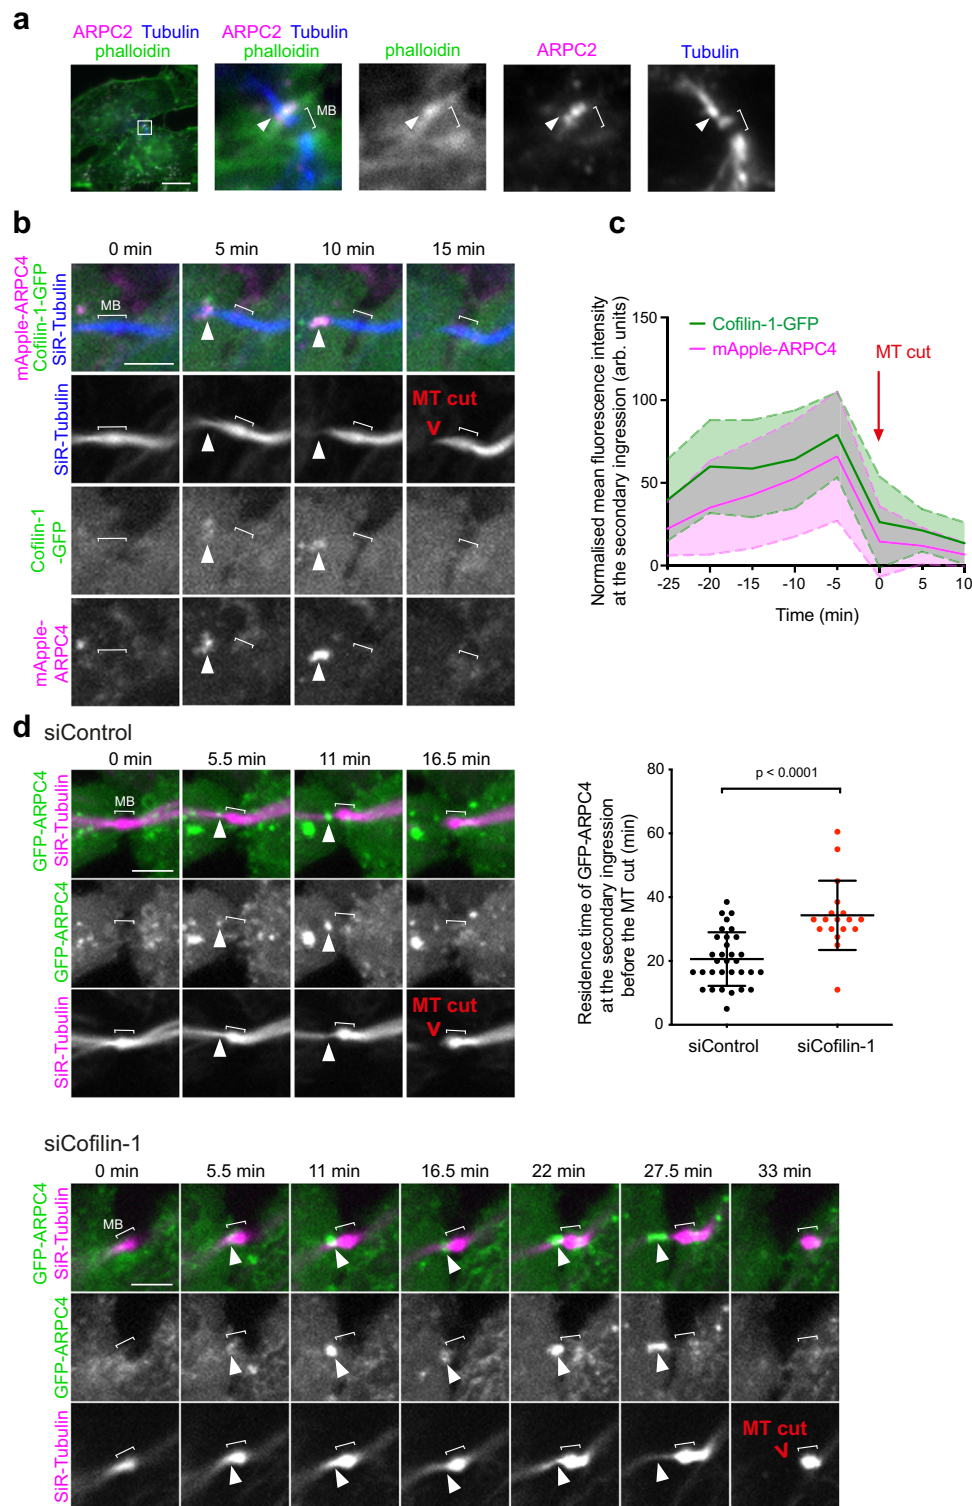 a
ARPC2 Tubulin
phalloidin
ARPC2 Tubulin
phalloidin
phalloidin
ARPC2
Tubulin
MB
b
0 min
5 min
10 min
15 min
mApple-ARPC4
Cofilin-1-GFP
SiR-Tubulin
MB
SiR-Tubulin
MT cut
Cofilin-1
-GFP
mApple-
ARPC4
c
Normalised mean fluorescence intensity
at the secondary ingression (arb. units)
150
100
50
0
Cofilin-1-GFP
mApple-ARPC4
MT cut
-25
-20
-15
-10
-5
0
5
10
Time (min)
d
siControl
0 min
5.5 min
11 min
16.5 min
GFP-ARPC4
SiR-Tubulin
MB
GFP-ARPC4
SiR-Tubulin
MT cut
Residence time of GFP-ARPC4
at the secondary ingression
before the MT cut (min)
80
60
40
20
0
p < 0.0001
siControl
siCofilin-1
siCofilin-1
0 min
5.5 min
11 min
16.5 min
22 min
27.5 min
33 min
GFP-ARPC4
SiR-Tubulin
MB
GFP-ARPC4
SiR-Tubulin
MT cut